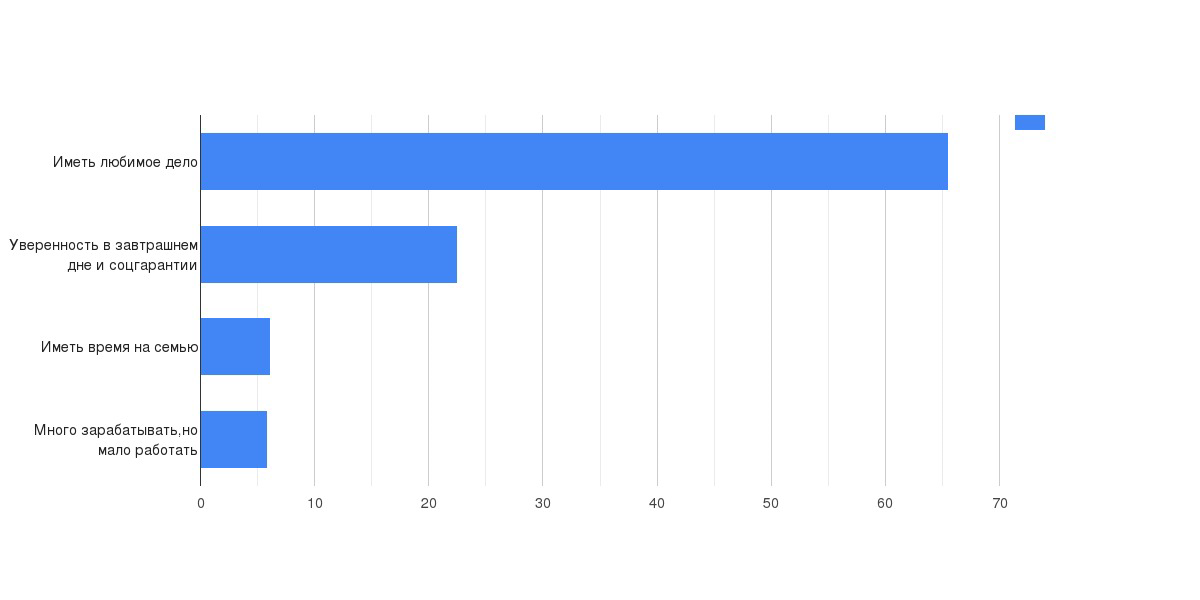 Иметь любимое дело
Уверенность в завтрашнем
дне и соцгарантии
Иметь время на семью
Много зарабатывать,но
мало работать
0 10 20 30 40 50 60 70